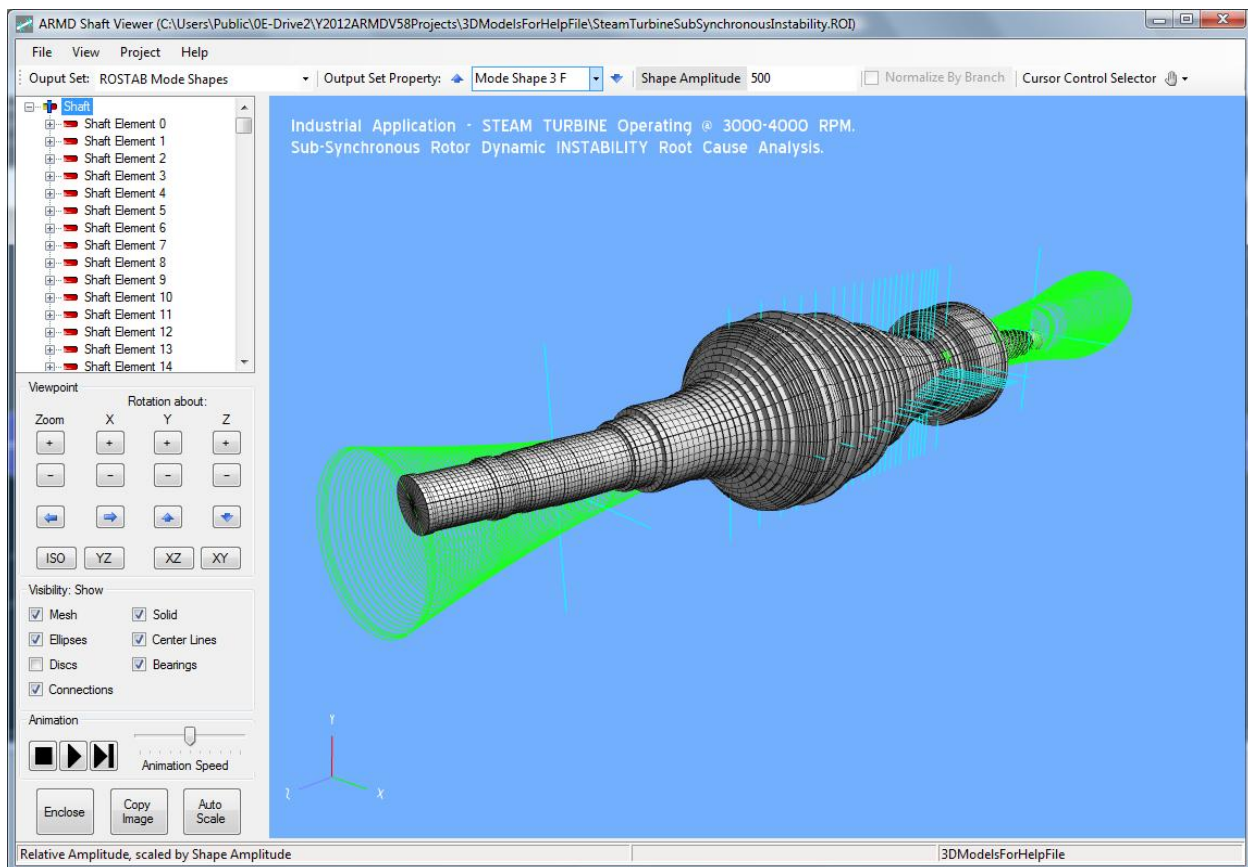 ARMD Shaft Viewer (C:\Users\Public\0E-Drive2\Y2012ARMDV58Projects\3DModelsForHelpFile\SteamTurbineSubSynchronousInstability.ROI)
File View Project Help
Ouput Set: ROSTAB Mode Shapes Output Set Property: Mode Shape 3 F Shape Amplitude 500 Normalize By Branch Cursor Control Selector
Shaft
Shaft Element 0
Shaft Element 1
Shaft Element 2
Shaft Element 3
Shaft Element 4
Shaft Element 5
Shaft Element 6
Shaft Element 7
Shaft Element 8
Shaft Element 9
Shaft Element 10
Shaft Element 11
Shaft Element 12
Shaft Element 13
Shaft Element 14
Industrial Application - STEAM TURBINE Operating @ 3000-4000 RPM.
Sub-Synchronous Rotor Dynamic INSTABILITY Root Cause Analysis.
Viewpoint
Rotation about:
Zoom X Y Z
+ + + +
- - - -
ISO YZ XZ XY
Visibility: Show
Mesh Solid
Ellipses Center Lines
Discs Bearings
Connections
Animation
Animation Speed
Enclose Copy Image Auto Scale
Y
Z X
Relative Amplitude, scaled by Shape Amplitude 3DModelsForHelpFile